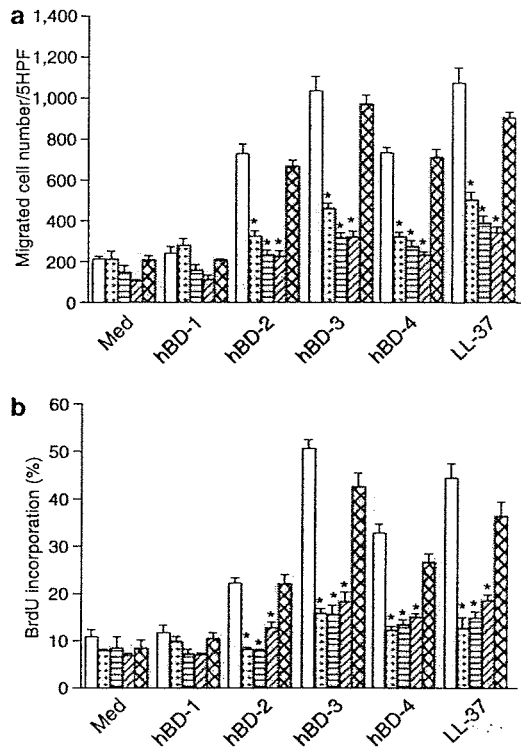 a
Migrated cell number/5HPF
1,400
1,200
1,000
800
600
400
200
0
* * * * * * * * * * * *
Med hBD-1 hBD-2 hBD-3 hBD-4 LL-37
b
BrdU incorporation (%)
60
50
40
30
20
10
0
* * * * * * * * * * * *
Med hBD-1 hBD-2 hBD-3 hBD-4 LL-37